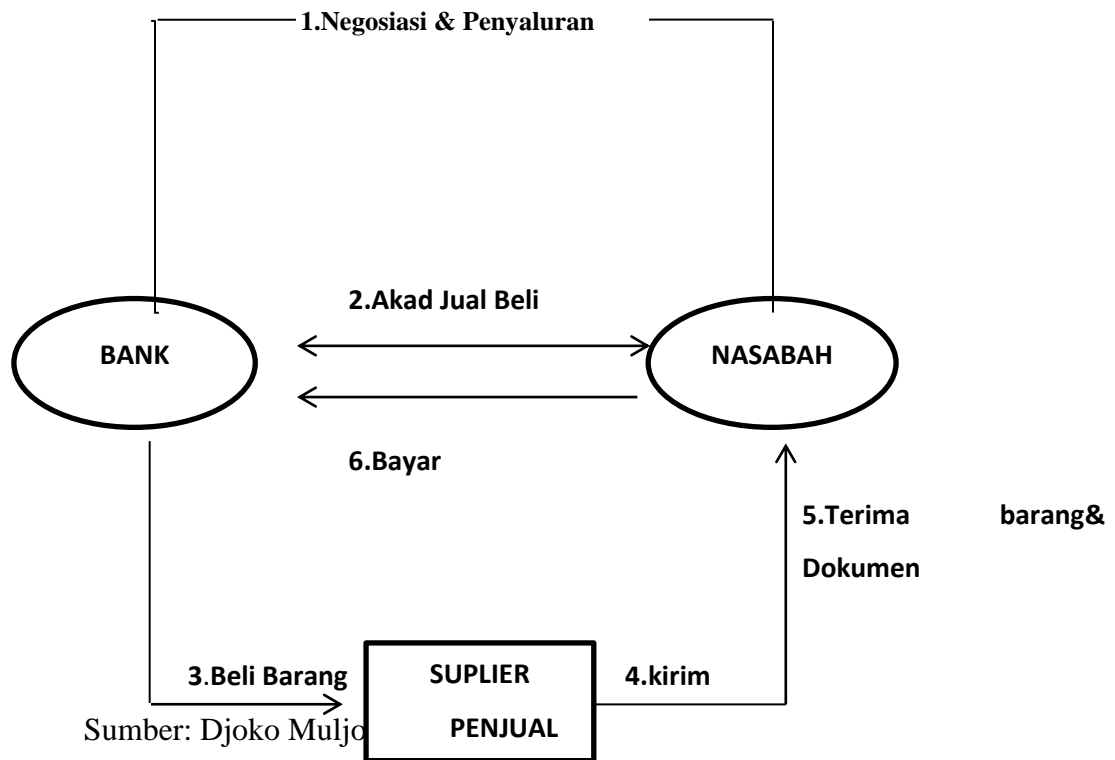 1.Negosiasi & Penyaluran
2.Akad Jual Beli
BANK
NASABAH
6.Bayar
5.Terima barang&
Dokumen
3.Beli Barang
SUPLIER
4.kirim
PENJUAL
Sumber: Djoko